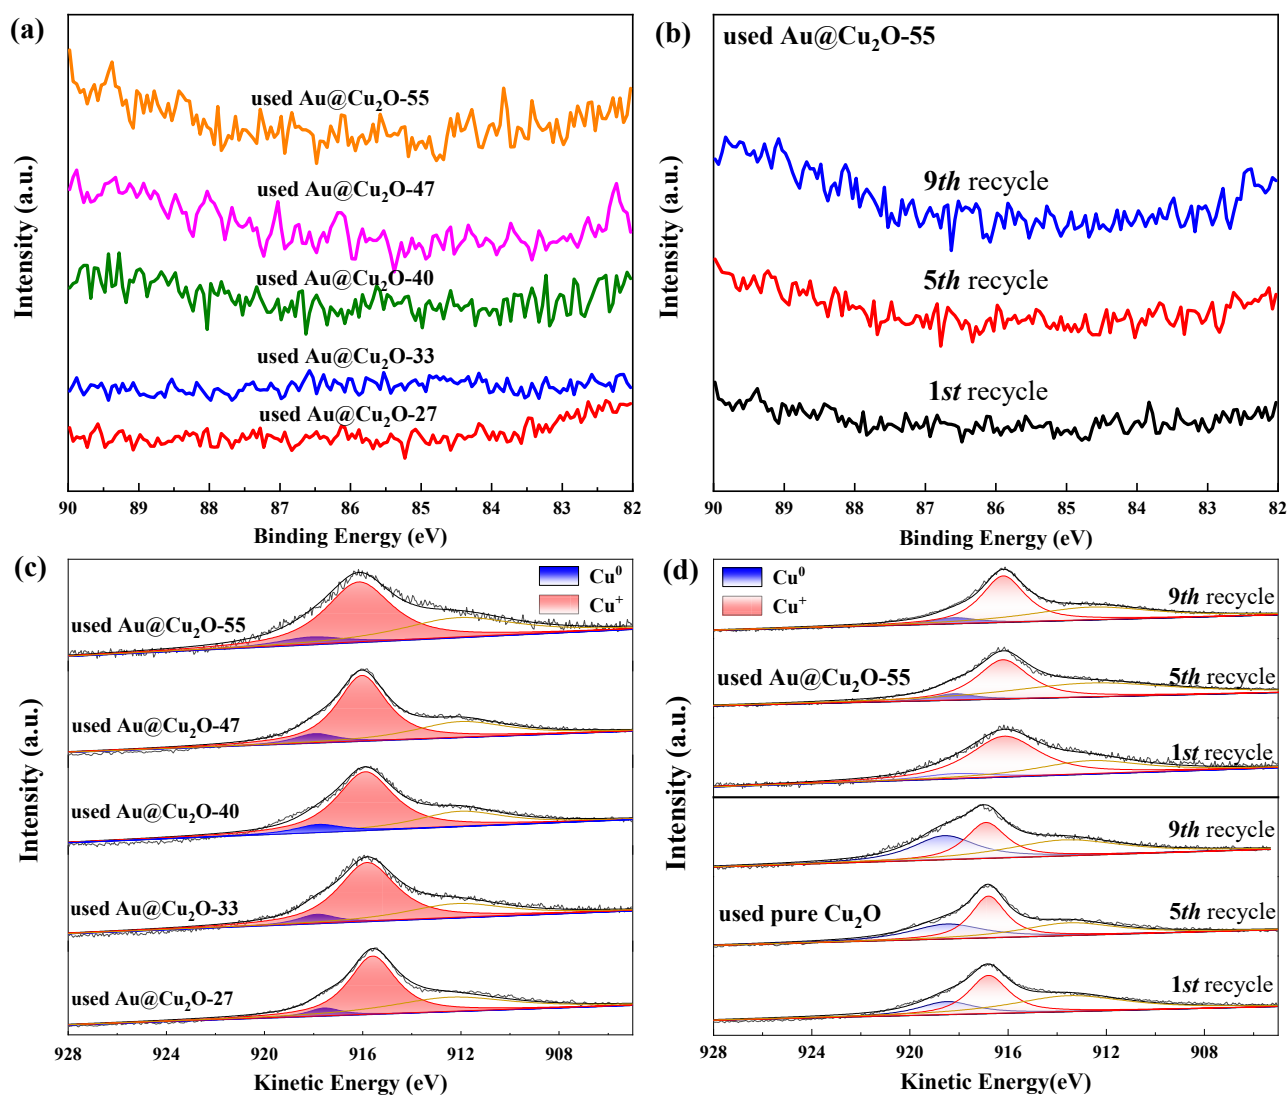 (a)
used Au@Cu₂O-55
used Au@Cu₂O-47
used Au@Cu₂O-40
used Au@Cu₂O-33
used Au@Cu₂O-27
Intensity (a.u.)
90 89 88 87 86 85 84 83 82
Binding Energy (eV)
(b)
used Au@Cu₂O-55
9th recycle
5th recycle
1st recycle
Intensity (a.u.)
90 89 88 87 86 85 84 83 82
Binding Energy (eV)
(c)
Cu⁰
Cu⁺
used Au@Cu₂O-55
used Au@Cu₂O-47
used Au@Cu₂O-40
used Au@Cu₂O-33
used Au@Cu₂O-27
Intensity (a.u.)
928 924 920 916 912 908
Kinetic Energy (eV)
(d)
Cu⁰
Cu⁺
9th recycle
used Au@Cu₂O-55
5th recycle
1st recycle
9th recycle
used pure Cu₂O
5th recycle
1st recycle
Intensity (a.u.)
928 924 920 916 912 908
Kinetic Energy(eV)